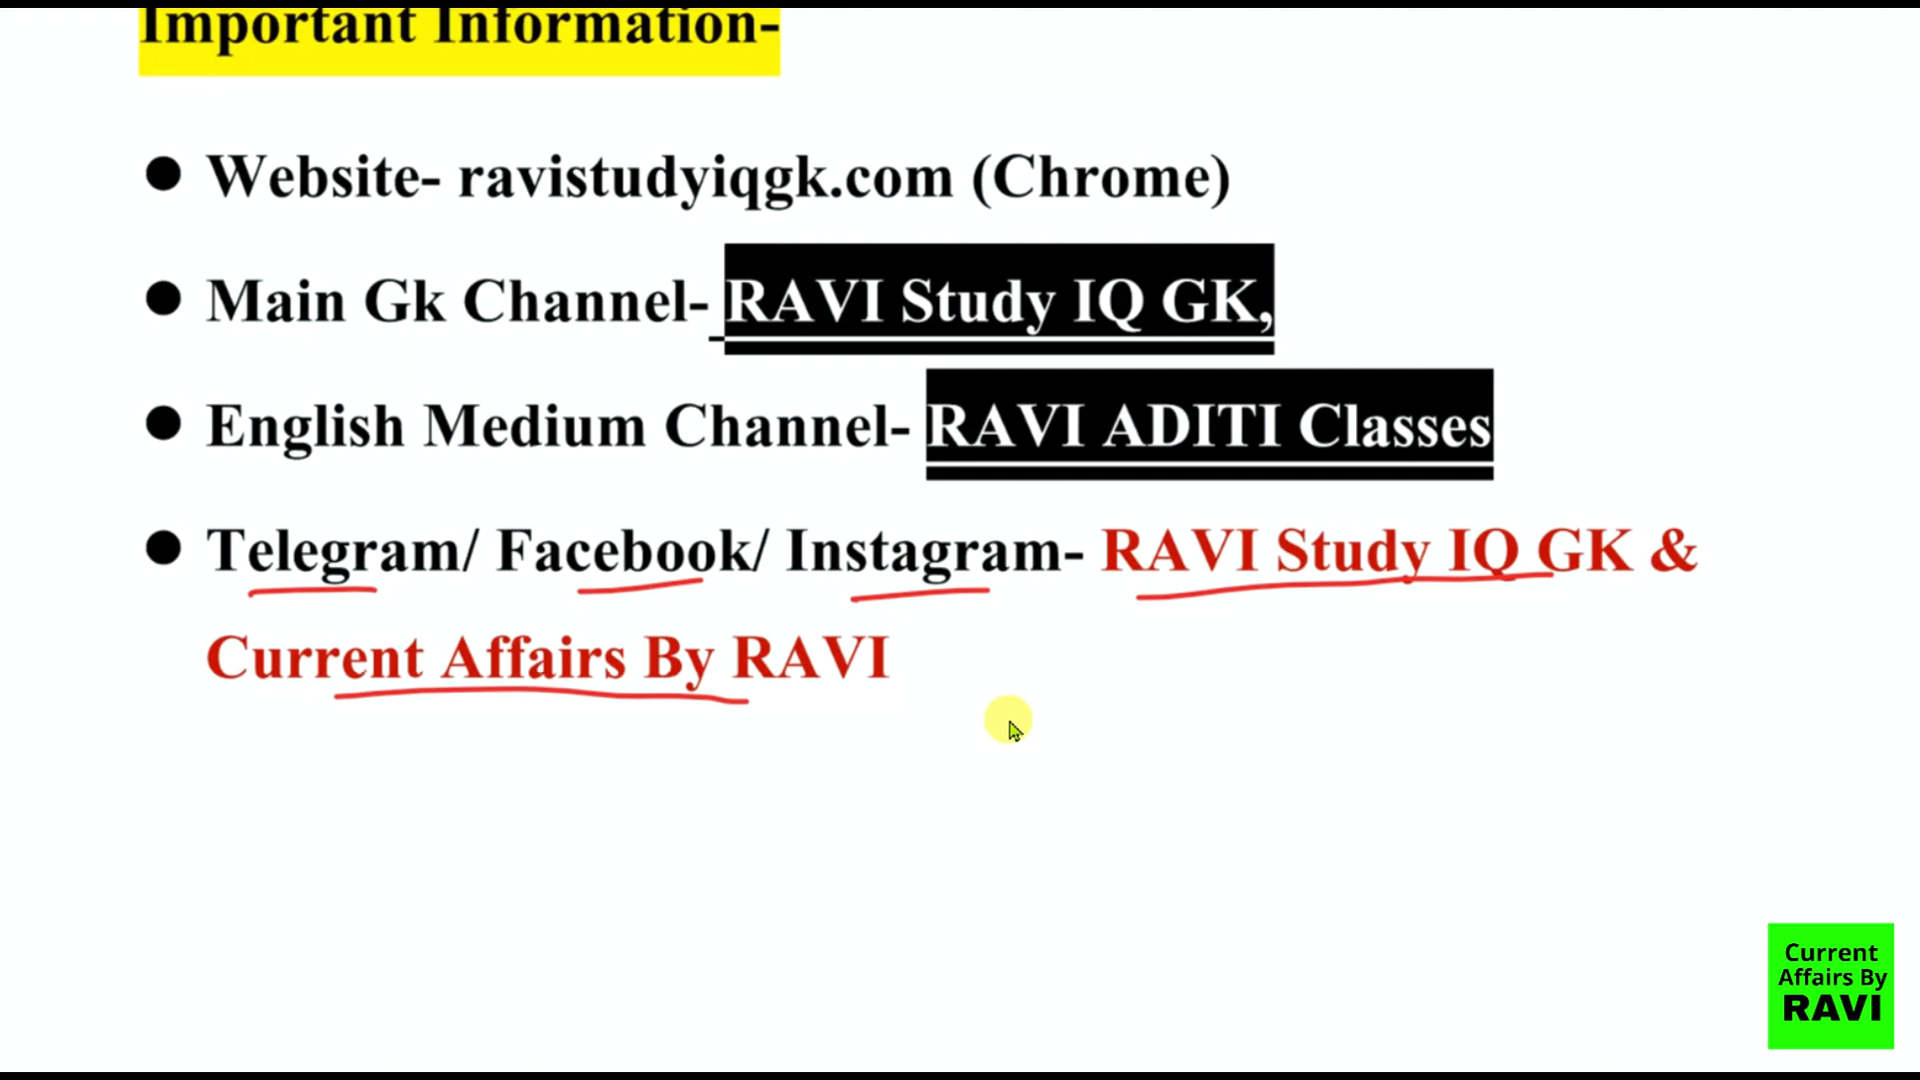 Important Information-
● Website- ravistudyiqgk.com (Chrome)
● Main Gk Channel- RAVI Study IQ GK,
● English Medium Channel- RAVI ADITI Classes
● Telegram/ Facebook/ Instagram- RAVI Study IQ GK &
Current Affairs By RAVI
Current
Affairs By
RAVI